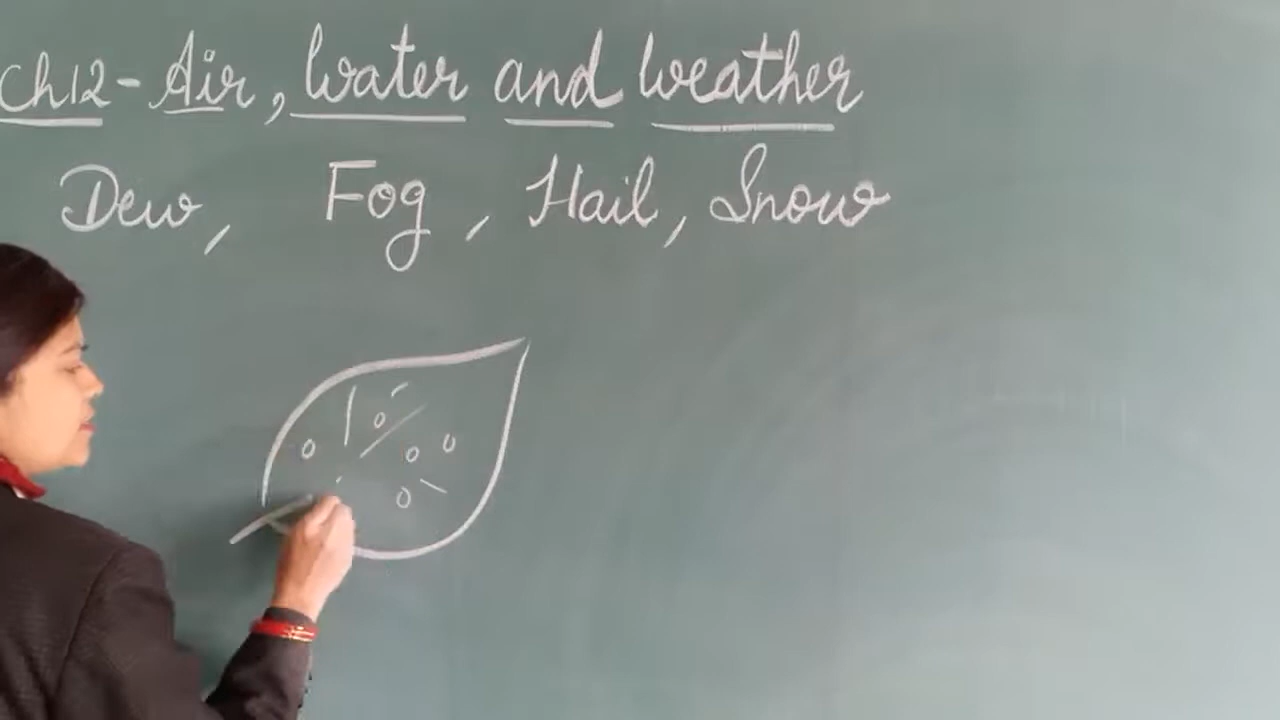 Ch12 - Air, Water and Weather
Dew, Fog, Hail, Snow